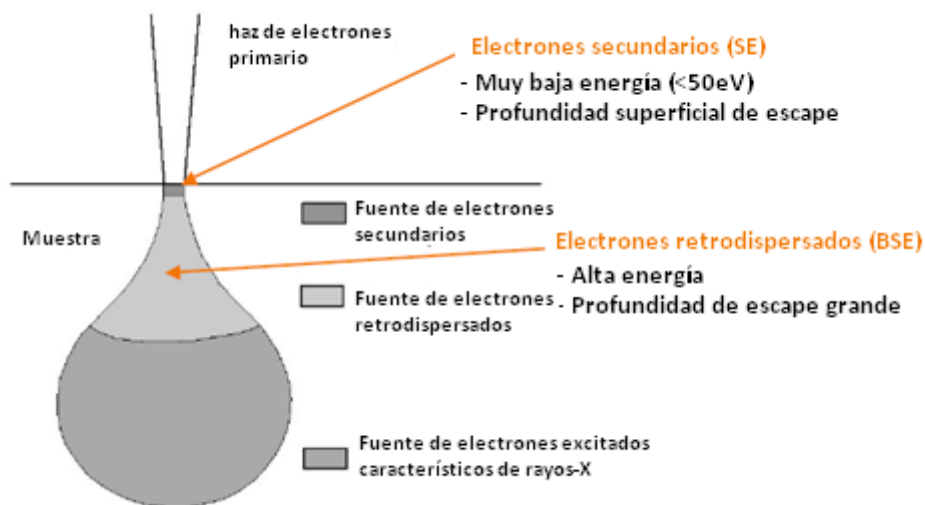 haz de electrones
primario
Electrones secundarios (SE)
- Muy baja energía (<50eV)
- Profundidad superficial de escape
Muestra
Fuente de electrones
secundarios
Electrones retrodispersados (BSE)
- Alta energía
- Profundidad de escape grande
Fuente de electrones
retrodispersados
Fuente de electrones excitados
característicos de rayos-X